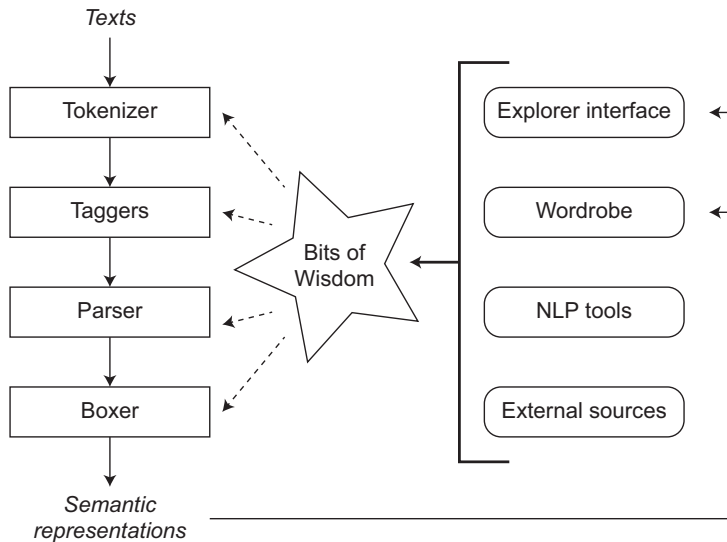 Texts
Tokenizer
Taggers
Parser
Boxer
Semantic
representations
Bits of
Wisdom
Explorer interface
Wordrobe
NLP tools
External sources